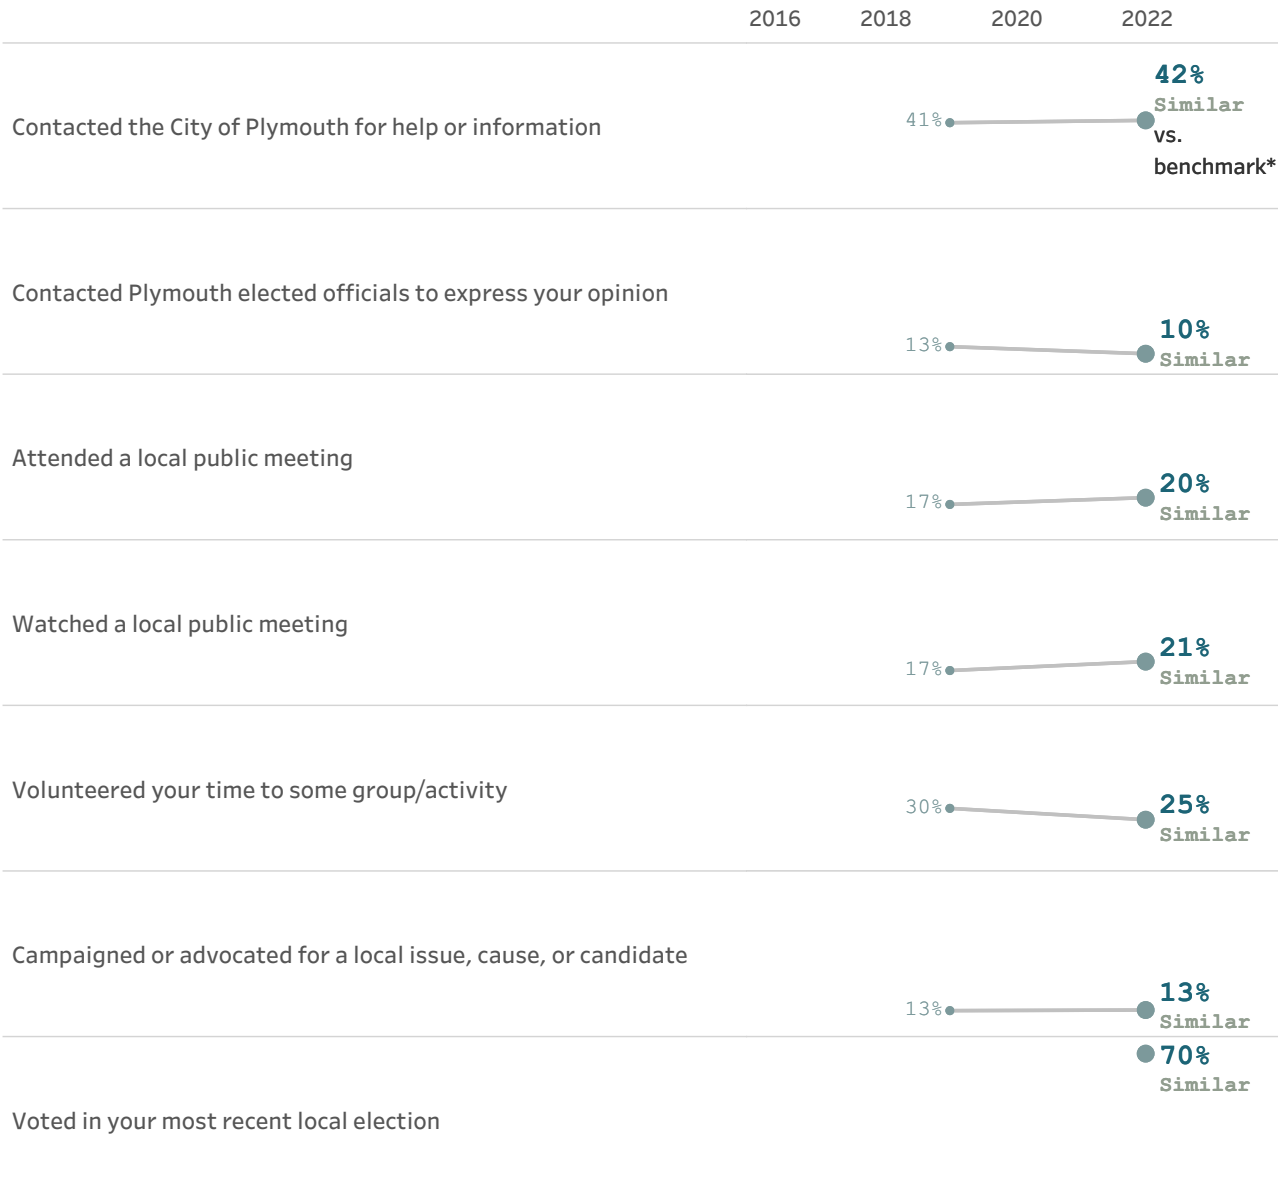 2016 2018 2020 2022
42%
Similar
Contacted the City of Plymouth for help or information 41%
vs.
benchmark*
Contacted Plymouth elected officials to express your opinion
10%
13%
Similar
Attended a local public meeting
20%
17%
Similar
Watched a local public meeting
21%
17%
Similar
Volunteered your time to some group/activity
30% 25%
Similar
Campaigned or advocated for a local issue, cause, or candidate
13%
13%
Similar
70%
Similar
Voted in your most recent local election